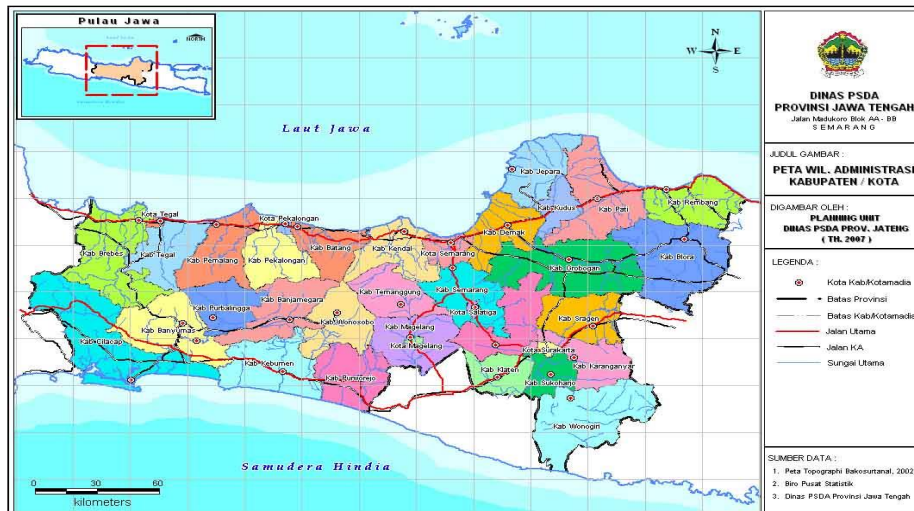 Pulau Jawa
NORTH
N
W E
S
Laut Jawa
Kab Jepara
Kab Kudus
Kab Pati
Kab Rembang
Kota Tegal
Kota Pekalongan
Kab Brebes
Kab Tegal
Kab Pemalang
Kab Pekalongan
Kab Batang
Kab Kendal
Kota Semarang
Kab Demak
Kab Grobogan
Kab Blora
Kab Purbalingga
Kab Banjarnegara
Kab Temanggung
Kab Semarang
Kab Banyumas
Kab Wonosobo
Kab Magelang
Kota Salatiga
Kab Sragen
Kab Cilacap
Kota Magelang
Kota Surakarta
Kab Kebumen
Kab Purworejo
Kab Klaten
Kab Sukoharjo
Kab Karanganyar
Kab Wonogiri
Samudera Hindia
30 0 30 60
kilometers
DINAS PSDA
PROVINSI JAWA TENGAH
Jalan Madukoro Blok AA - BB
SEMARANG
JUDUL GAMBAR :
PETA WIL. ADMINISTRASI
KABUPATEN / KOTA
DIGAMBAR OLEH :
PLANNING UNIT
DINAS PSDA PROV. JATENG
( TH. 2007 )
LEGENDA :
Kota Kab/Kotamadia
Batas Provinsi
Batas Kab/Kotamadia
Jalan Utama
Jalan KA
Sungai Utama
SUMBER DATA :
1. Peta Topographi Bakosurtanal, 2002
2. Biro Pusat Statistik
3. Dinas PSDA Provinsi Jawa Tengah